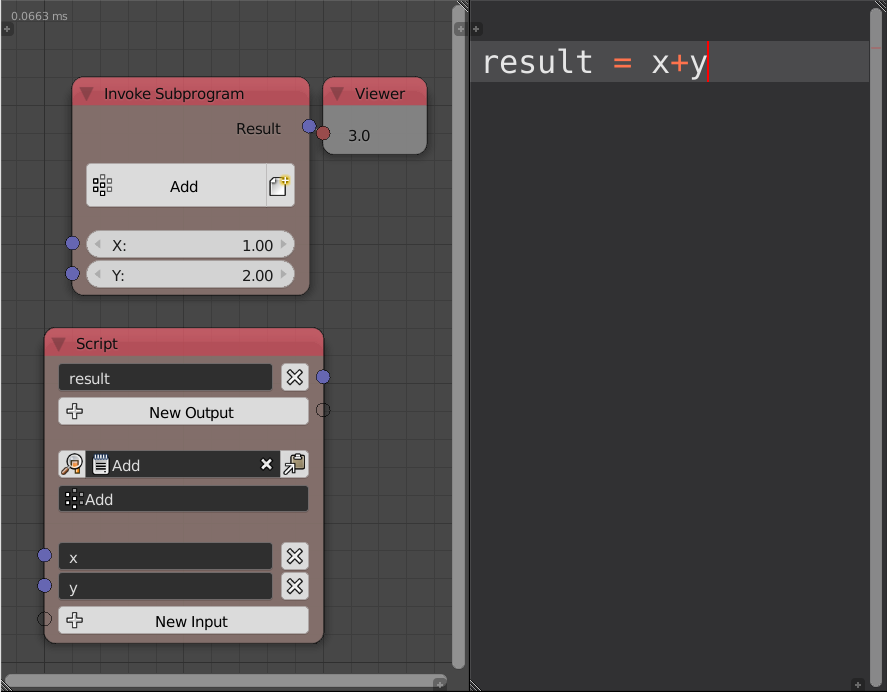 0.0663 ms
Invoke Subprogram
Result
Add
X: 1.00
Y: 2.00
Viewer
3.0
Script
result
New Output
Add
Add
x
y
New Input
result = x+y